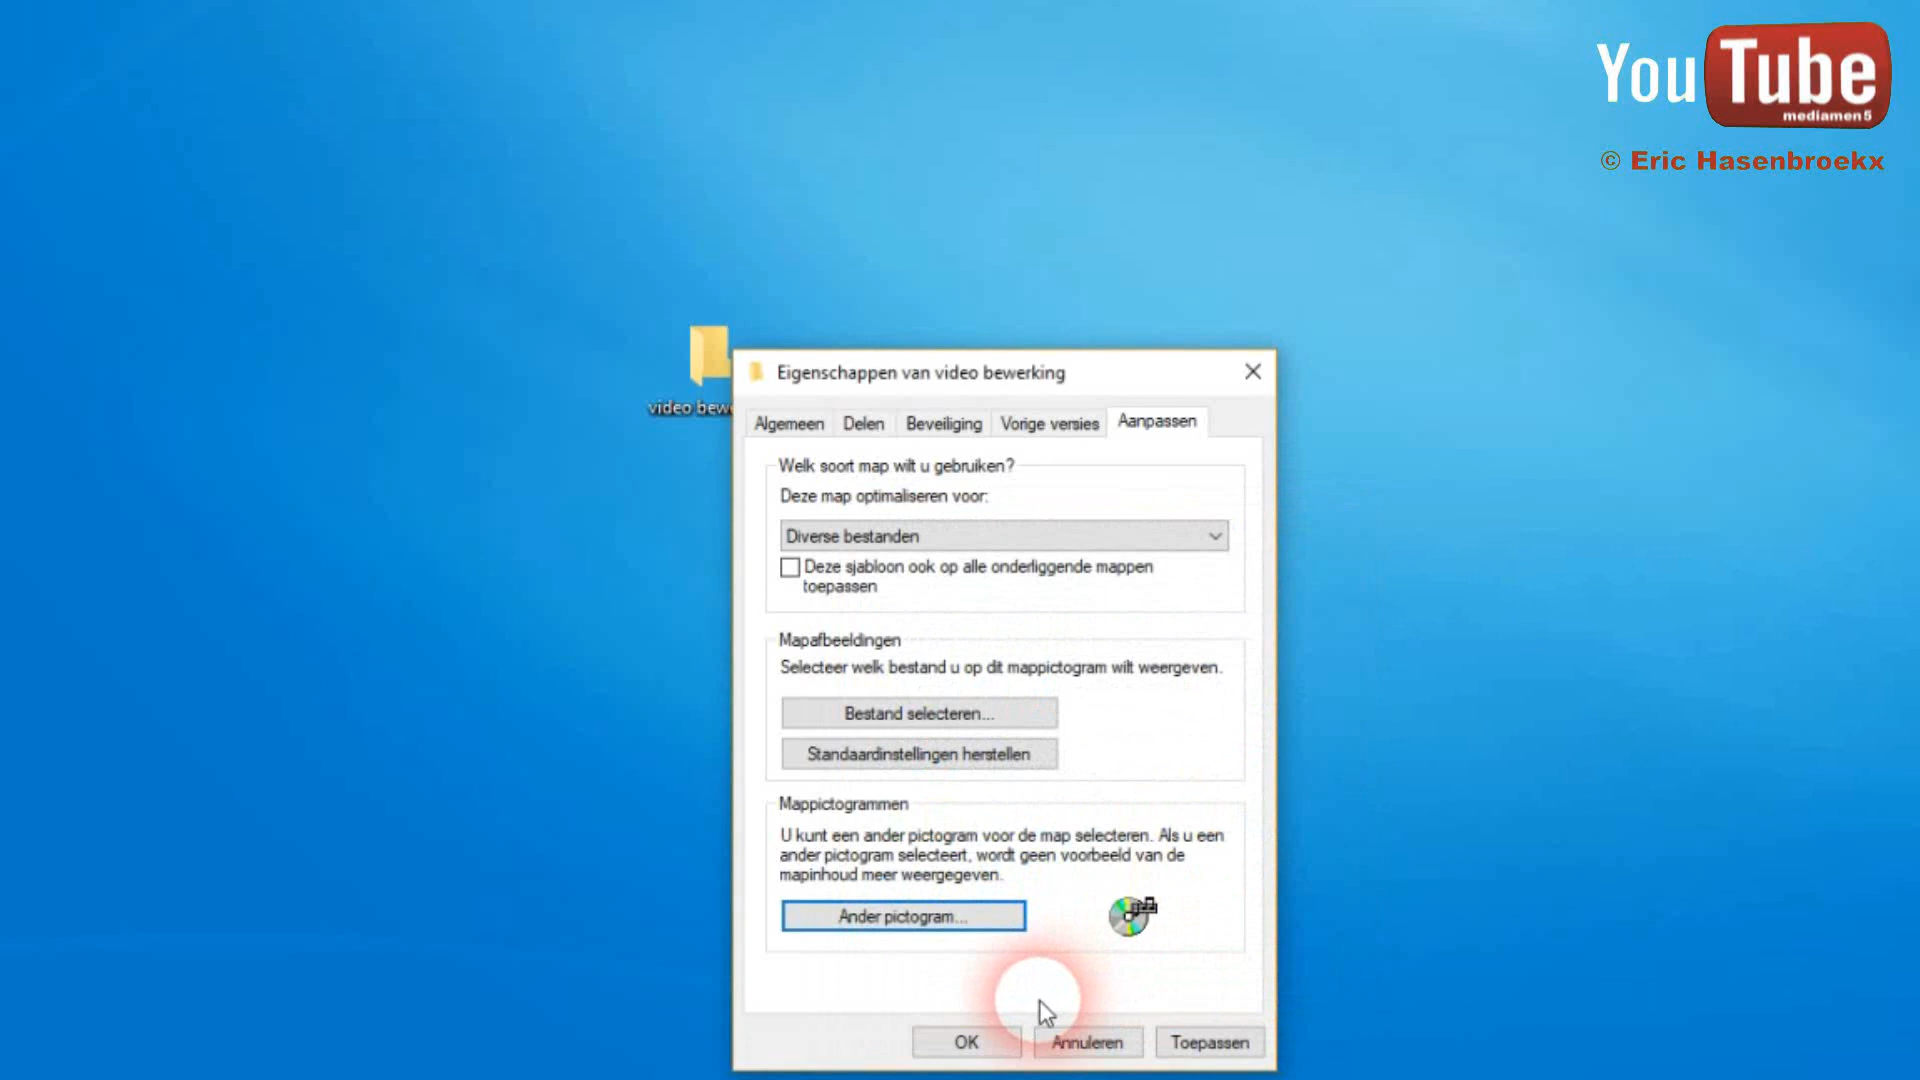 YouTube
mediamen5
© Eric Hasenbroekx
video bew
Eigenschappen van video bewerking
Algemeen Delen Beveiliging Vorige versies Aanpassen
Welk soort map wilt u gebruiken?
Deze map optimaliseren voor:
Diverse bestanden
Deze sjabloon ook op alle onderliggende mappen
toepassen
Mapafbeeldingen
Selecteer welk bestand u op dit mappictogram wilt weergeven.
Bestand selecteren...
Standaardinstellingen herstellen
Mappictogrammen
U kunt een ander pictogram voor de map selecteren. Als u een
ander pictogram selecteert, wordt geen voorbeeld van de
mapinhoud meer weergegeven.
Ander pictogram...
OK Annuleren Toepassen